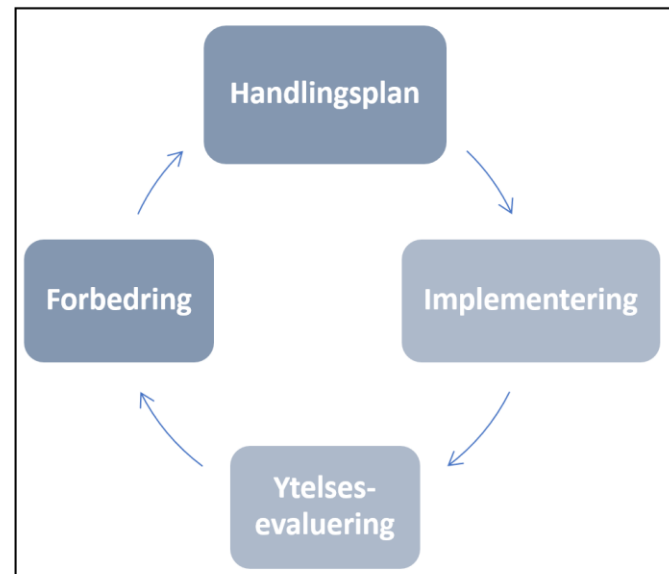 Handlingsplan
Forbedring
Implementering
Ytelses-
evaluering